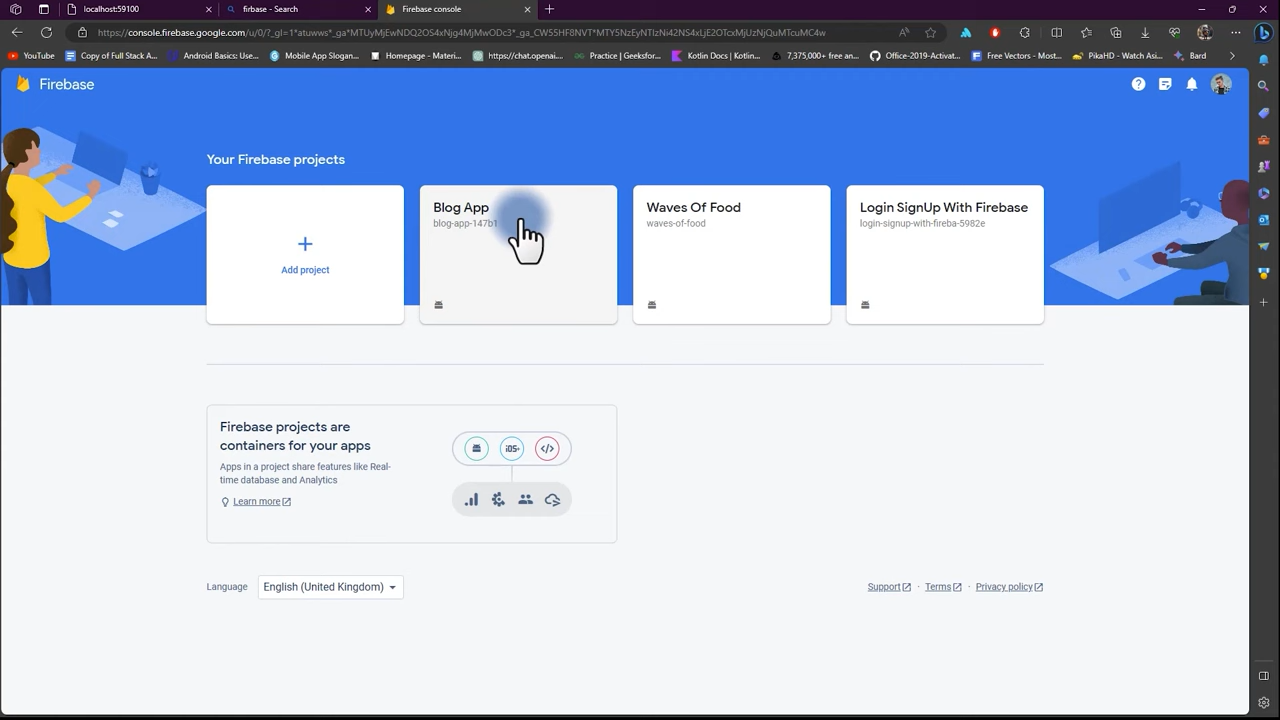 localhost:59100
firbase - Search
Firebase console
https://console.firebase.google.com/u/0/?_gl=1*atuwws*_ga*MTUyMjEwNDQ2OS4xNjg4MjMwODc3*_ga_CW55HF8NVT*MTY5NzEyNTIzNi42NS4xLjE2OTcxMjUzNjQuMTcuMC4w
YouTube
Copy of Full Stack A...
Android Basics: Use...
Mobile App Slogan...
Homepage - Materi...
https://chat.openai...
Practice | Geeksfor...
Kotlin Docs | Kotlin...
7,375,000+ free an...
Office-2019-Activat...
Free Vectors - Most...
PikaHD - Watch Asi...
Bard
Firebase
Your Firebase projects
Add project
Blog App
blog-app-147b1
Waves Of Food
waves-of-food
Login SignUp With Firebase
login-signup-with-fireba-5982e
Firebase projects are
containers for your apps
Apps in a project share features like Real-
time database and Analytics
Learn more
iOS+
Language
English (United Kingdom)
Support · Terms · Privacy policy